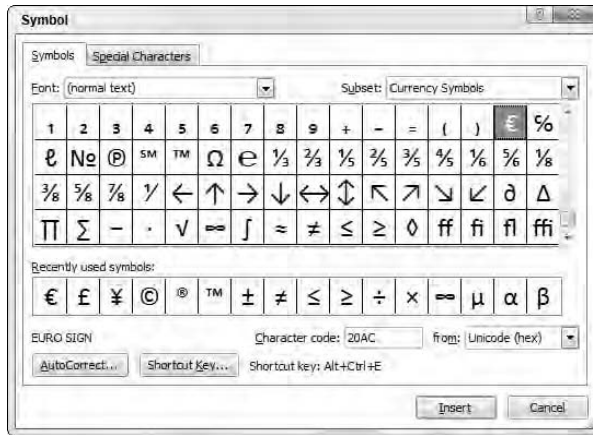 Symbol
Symbols Special Characters
Font: (normal text) Subset: Currency Symbols
1 2 3 4 5 6 7 8 9 + - = ( ) € ℅
ℓ № ℗ ℠ ™ Ω ℮ ⅓ ⅔ ⅕ ⅖ ⅗ ⅘ ⅙ ⅚ ⅛
⅜ ⅝ ⅞ ⅟ ← ↑ → ↓ ↔ ↕ ↖ ↗ ↘ ↙ ∂ ∆
∏ ∑ − ∙ √ ∞ ∫ ≈ ≠ ≤ ≥ ◊ ff fi fl ffi
Recently used symbols:
€ £ ¥ © ® ™ ± ≠ ≤ ≥ ÷ × ∞ µ α β
EURO SIGN Character code: 20AC from: Unicode (hex)
AutoCorrect... Shortcut Key... Shortcut key: Alt+Ctrl+E
Insert Cancel